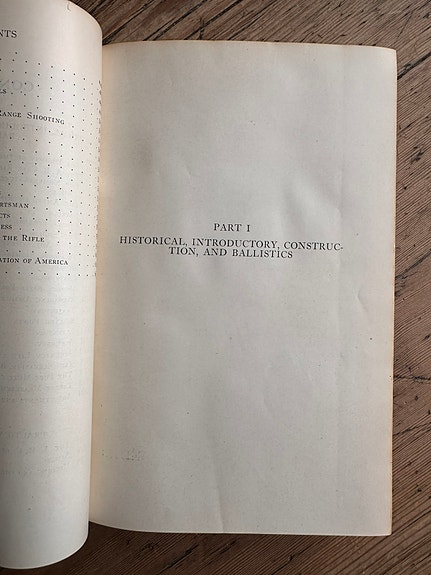 NTS
LS
RANGE SHOOTING
RTSMAN
CTS
ESS
THE RIFLE
ATION OF AMERICA
PART I
HISTORICAL, INTRODUCTORY, CONSTRUC-
TION, AND BALLISTICS